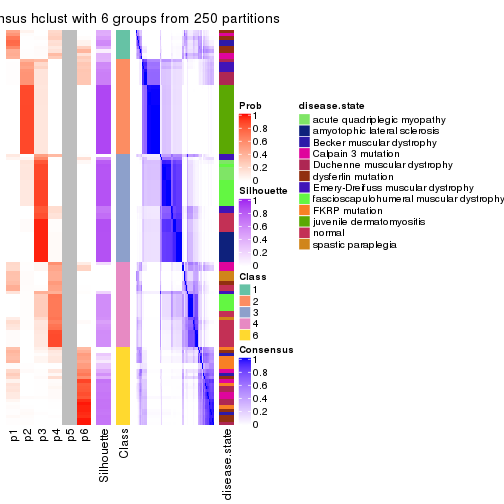 nsus hclust with 6 groups from 250 partitions
Prob
1
0.8
0.6
0.4
0.2
0
Silhouette
1
0.8
0.6
0.4
0.2
0
Class
1
2
3
4
6
Consensus
1
0.8
0.6
0.4
0.2
0
disease.state
acute quadriplegic myopathy
amyotophic lateral sclerosis
Becker muscular dystrophy
Calpain 3 mutation
Duchenne muscular dystrophy
dysferlin mutation
Emery-Dreifuss muscular dystrophy
fascioscapulohumeral muscular dystrophy
FKRP mutation
juvenile dermatomyositis
normal
spastic paraplegia
p1
p2
p3
p4
p5
p6
Silhouette
Class
disease.state